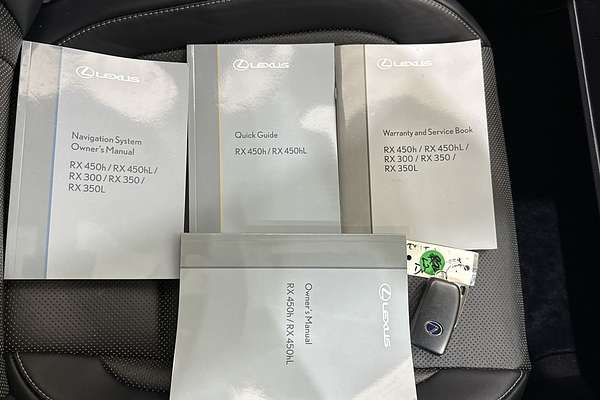 LEXUS
Navigation System
Owner's Manual
RX 450h / RX 450hL /
RX 300 / RX 350 /
RX 350L
LEXUS
Quick Guide
RX 450h / RX 450hL
LEXUS
Warranty and Service Book
RX 450h / RX 450hL /
RX 300 / RX 350 /
RX 350L
LEXUS
Owner's Manual
RX 450h / RX 450hL